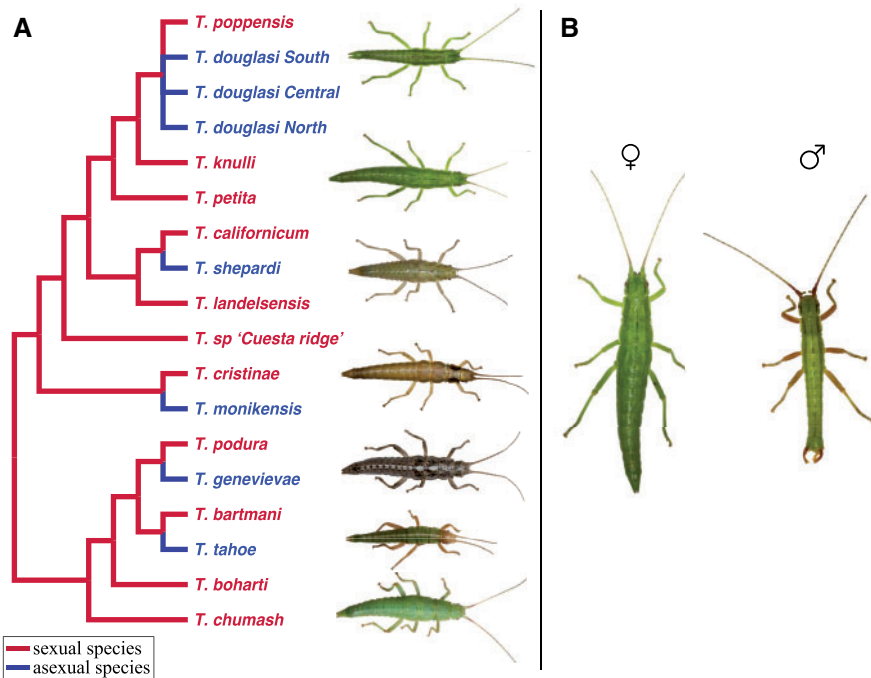 A
T. poppensis
T. douglasi South
T. douglasi Central
T. douglasi North
T. knulli
T. petita
T. californicum
T. shepardi
T. landelsensis
T. sp ‘Cuesta ridge’
T. cristinae
T. monikensis
T. podura
T. genevievae
T. bartmani
T. tahoe
T. boharti
T. chumash
sexual species
asexual species
B
♀ ♂